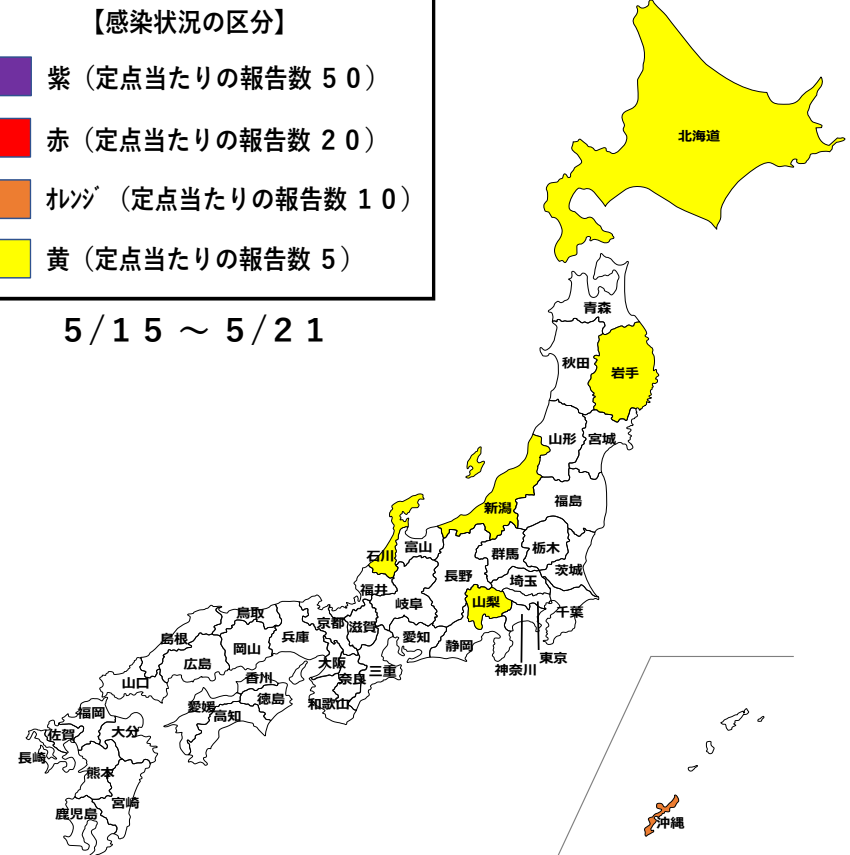 【感染状況の区分】
紫（定点当たりの報告数 ５０）
赤（定点当たりの報告数 ２０）
ｵﾚﾝｼﾞ（定点当たりの報告数 １０）
黄（定点当たりの報告数 ５）
５/１５ ～ ５/２１
北海道
青森
秋田
岩手
山形
宮城
新潟
福島
石川
富山
群馬
栃木
長野
埼玉
茨城
福井
岐阜
山梨
千葉
鳥取
京都
滋賀
島根
岡山
兵庫
愛知
静岡
東京
神奈川
広島
大阪
奈良
三重
山口
香州
愛媛
徳島
和歌山
高知
福岡
佐賀
大分
長崎
熊本
宮崎
鹿児島
沖縄